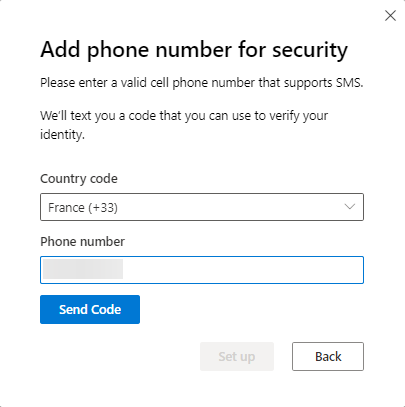 Add phone number for security
Please enter a valid cell phone number that supports SMS.
We'll text you a code that you can use to verify your
identity.
Country code
France (+33)
Phone number
Send Code
Set up
Back